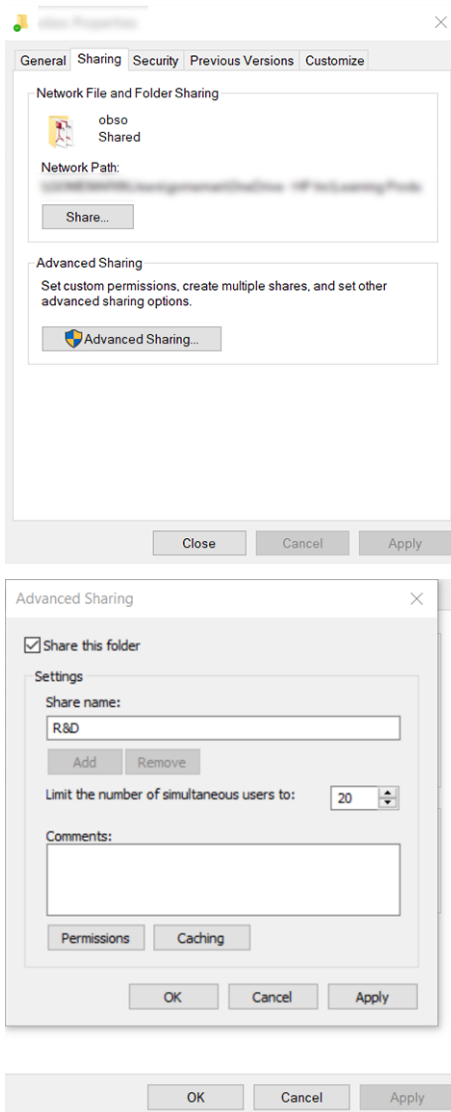 General Sharing Security Previous Versions Customize
Network File and Folder Sharing
obso
Shared
Network Path:
Share...
Advanced Sharing
Set custom permissions, create multiple shares, and set other
advanced sharing options.
Advanced Sharing...
Close Cancel Apply
Advanced Sharing
Share this folder
Settings
Share name:
R&D
Add Remove
Limit the number of simultaneous users to: 20
Comments:
Permissions Caching
OK Cancel Apply
OK Cancel Apply